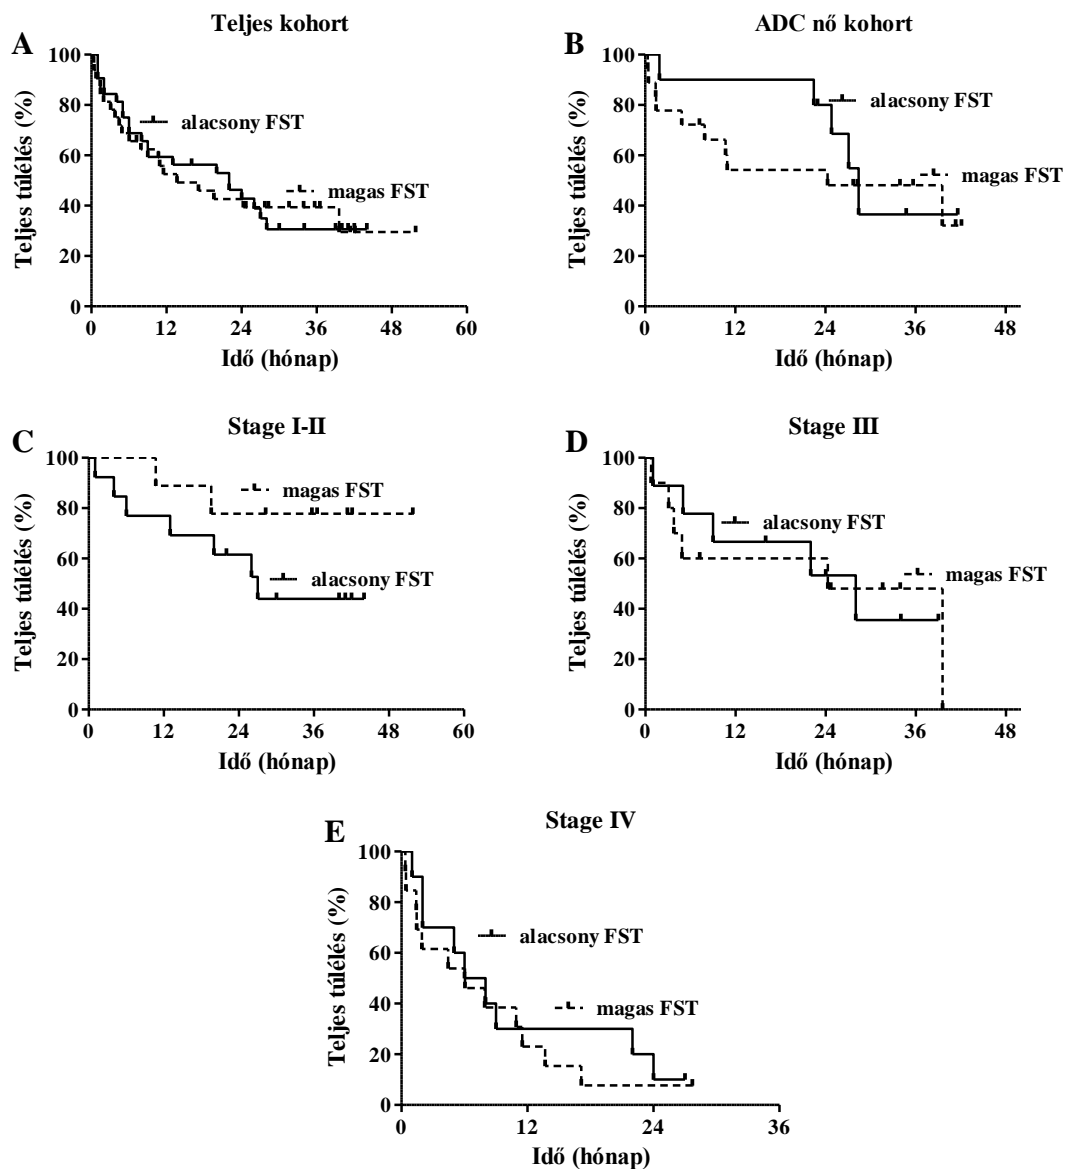 Teljes kohort
A
Teljes túlélés (%)
100
80
60
40
20
0
alacsony FST
magas FST
0 12 24 36 48 60
Idő (hónap)
ADC nő kohort
B
Teljes túlélés (%)
100
80
60
40
20
0
alacsony FST
magas FST
0 12 24 36 48
Idő (hónap)
Stage I-II
C
Teljes túlélés (%)
100
80
60
40
20
0
magas FST
alacsony FST
0 12 24 36 48 60
Idő (hónap)
Stage III
D
Teljes túlélés (%)
100
80
60
40
20
0
alacsony FST
magas FST
0 12 24 36 48
Idő (hónap)
Stage IV
E
Teljes túlélés (%)
100
80
60
40
20
0
alacsony FST
magas FST
0 12 24 36
Idő (hónap)